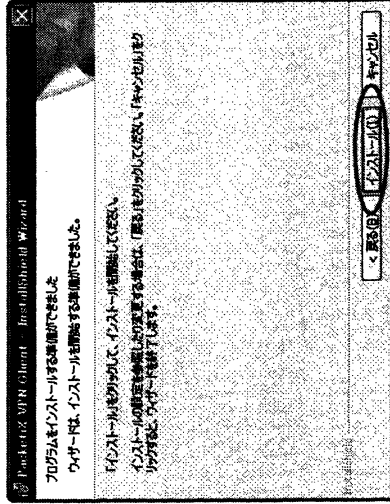 PacketiX VPN Client - InstallShield Wizard
プログラムをインストールする準備ができました
ウィザードは、インストールを開始する準備ができました。
「インストール」をクリックして、インストールを開始してください。
インストールの設定を参照したり変更する場合は、「戻る」をクリックしてください。「キャンセル」をク
リックすると、ウィザードを終了します。
InstallShield
< 戻る(B)
インストール(I)
キャンセル